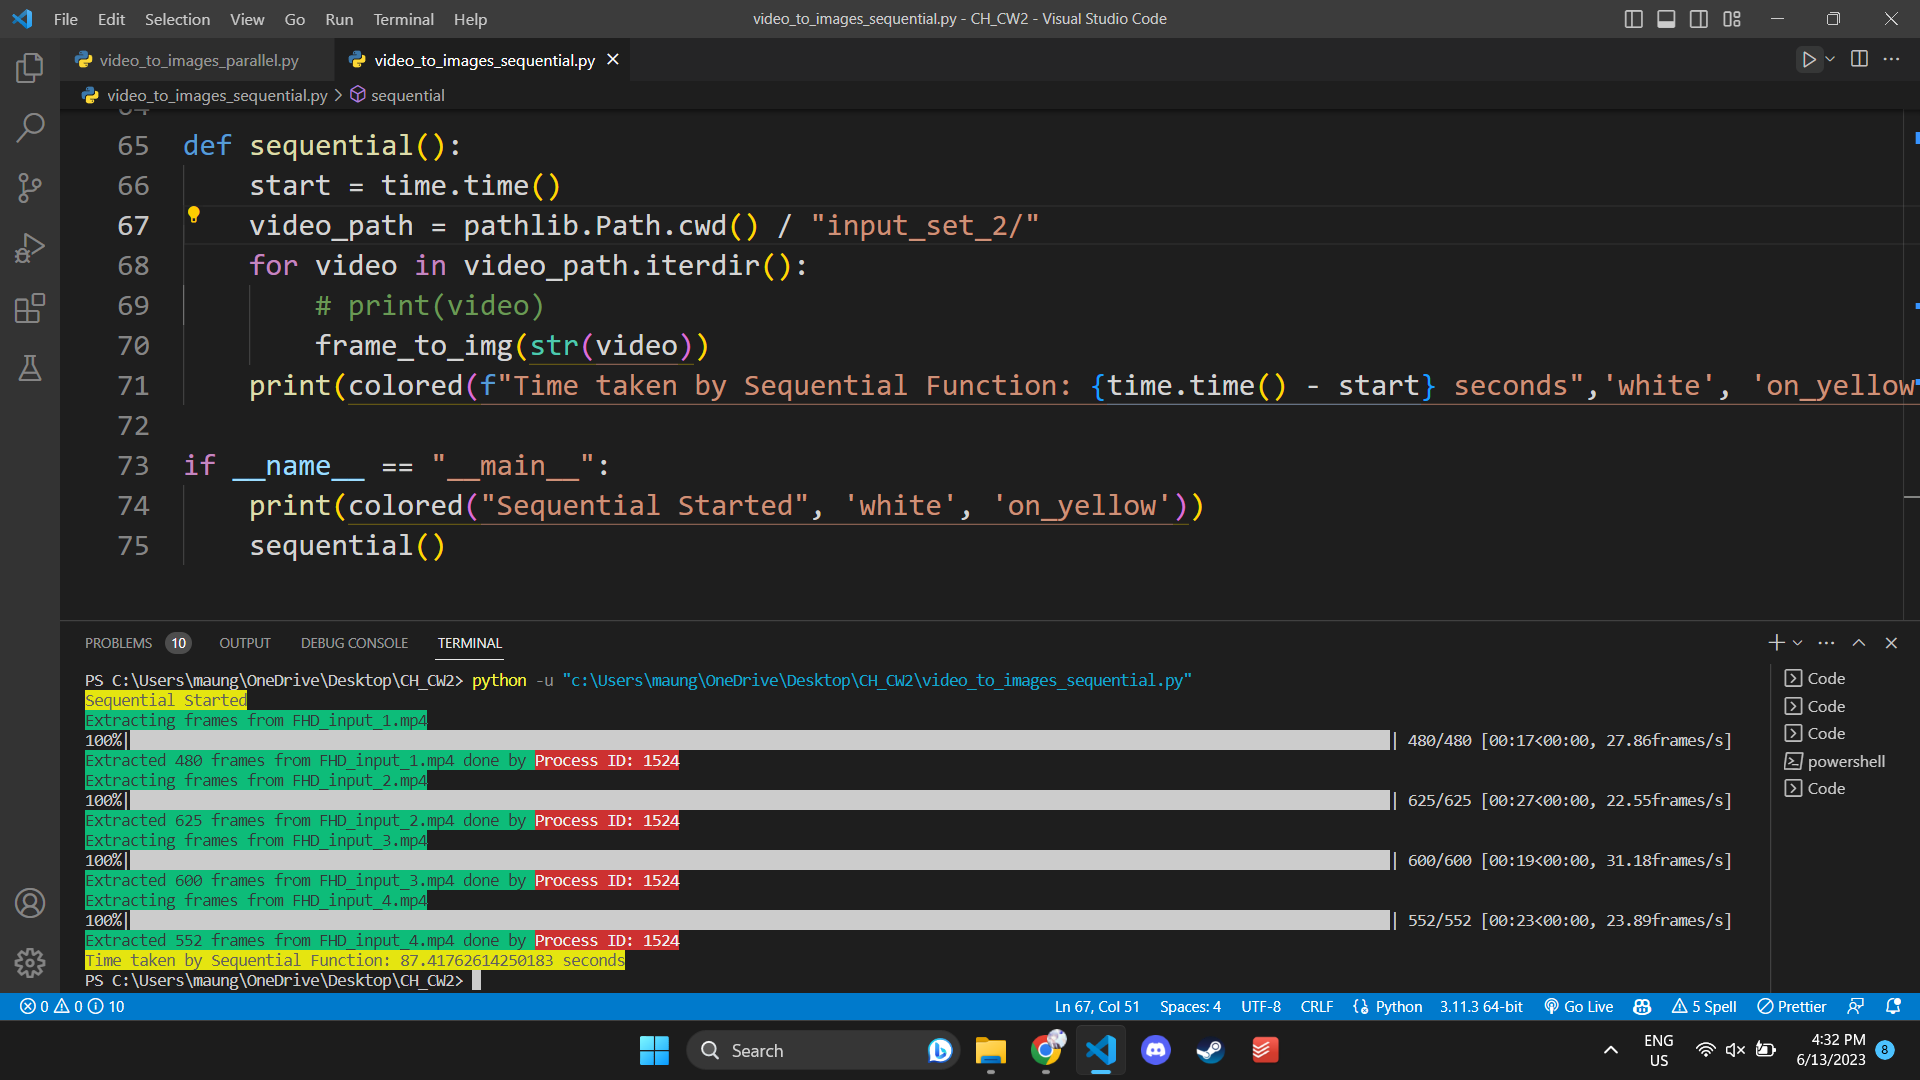 File Edit Selection View Go Run Terminal Help
video_to_images_sequential.py - CH_CW2 - Visual Studio Code
video_to_images_parallel.py
video_to_images_sequential.py
video_to_images_sequential.py > sequential
64
65 def sequential():
66 start = time.time()
67 video_path = pathlib.Path.cwd() / "input_set_2/"
68 for video in video_path.iterdir():
69 # print(video)
70 frame_to_img(str(video))
71 print(colored(f"Time taken by Sequential Function: {time.time() - start} seconds",'white', 'on_yellow
72
73 if __name__ == "__main__":
74 print(colored("Sequential Started", 'white', 'on_yellow'))
75 sequential()
PROBLEMS 10 OUTPUT DEBUG CONSOLE TERMINAL
PS C:\Users\maung\OneDrive\Desktop\CH_CW2> python -u "c:\Users\maung\OneDrive\Desktop\CH_CW2\video_to_images_sequential.py"
Sequential Started
Extracting frames from FHD_input_1.mp4
100%| | 480/480 [00:17<00:00, 27.86frames/s]
Extracted 480 frames from FHD_input_1.mp4 done by Process ID: 1524
Extracting frames from FHD_input_2.mp4
100%| | 625/625 [00:27<00:00, 22.55frames/s]
Extracted 625 frames from FHD_input_2.mp4 done by Process ID: 1524
Extracting frames from FHD_input_3.mp4
100%| | 600/600 [00:19<00:00, 31.18frames/s]
Extracted 600 frames from FHD_input_3.mp4 done by Process ID: 1524
Extracting frames from FHD_input_4.mp4
100%| | 552/552 [00:23<00:00, 23.89frames/s]
Extracted 552 frames from FHD_input_4.mp4 done by Process ID: 1524
Time taken by Sequential Function: 87.41762614250183 seconds
PS C:\Users\maung\OneDrive\Desktop\CH_CW2>
Code
Code
Code
powershell
Code
0 0 10
Ln 67, Col 51 Spaces: 4 UTF-8 CRLF Python 3.11.3 64-bit Go Live 5 Spell Prettier
Search
ENG
US
4:32 PM
6/13/2023
8